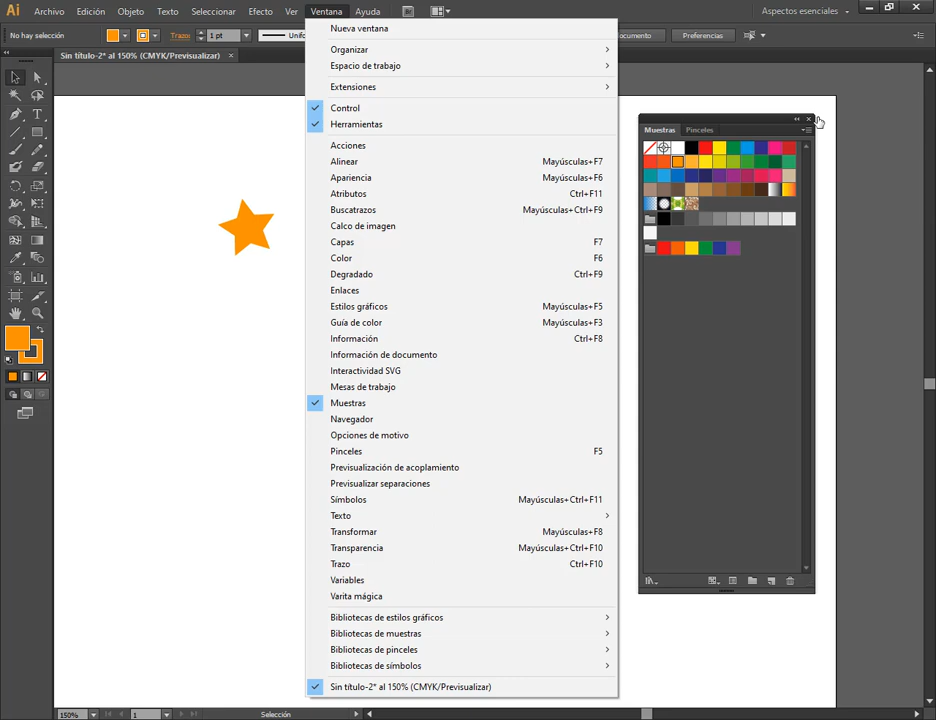 Ai Archivo Edición Objeto Texto Seleccionar Efecto Ver Ventana Ayuda Br Aspectos esenciales
No hay selección Trazo: 1 pt Unifo documento Preferencias
Sin título-2* al 150% (CMYK/Previsualizar) ×
Nueva ventana
Organizar
Espacio de trabajo
Extensiones
Control
Herramientas
Acciones
Alinear Mayúsculas+F7
Apariencia Mayúsculas+F6
Atributos Ctrl+F11
Buscatrazos Mayúsculas+Ctrl+F9
Calco de imagen
Capas F7
Color F6
Degradado Ctrl+F9
Enlaces
Estilos gráficos Mayúsculas+F5
Guía de color Mayúsculas+F3
Información Ctrl+F8
Información de documento
Interactividad SVG
Mesas de trabajo
Muestras
Navegador
Opciones de motivo
Pinceles F5
Previsualización de acoplamiento
Previsualizar separaciones
Símbolos Mayúsculas+Ctrl+F11
Texto
Transformar Mayúsculas+F8
Transparencia Mayúsculas+Ctrl+F10
Trazo Ctrl+F10
Variables
Varita mágica
Bibliotecas de estilos gráficos
Bibliotecas de muestras
Bibliotecas de pinceles
Bibliotecas de símbolos
Sin título-2* al 150% (CMYK/Previsualizar)
Muestras Pinceles
150% 1 Selección